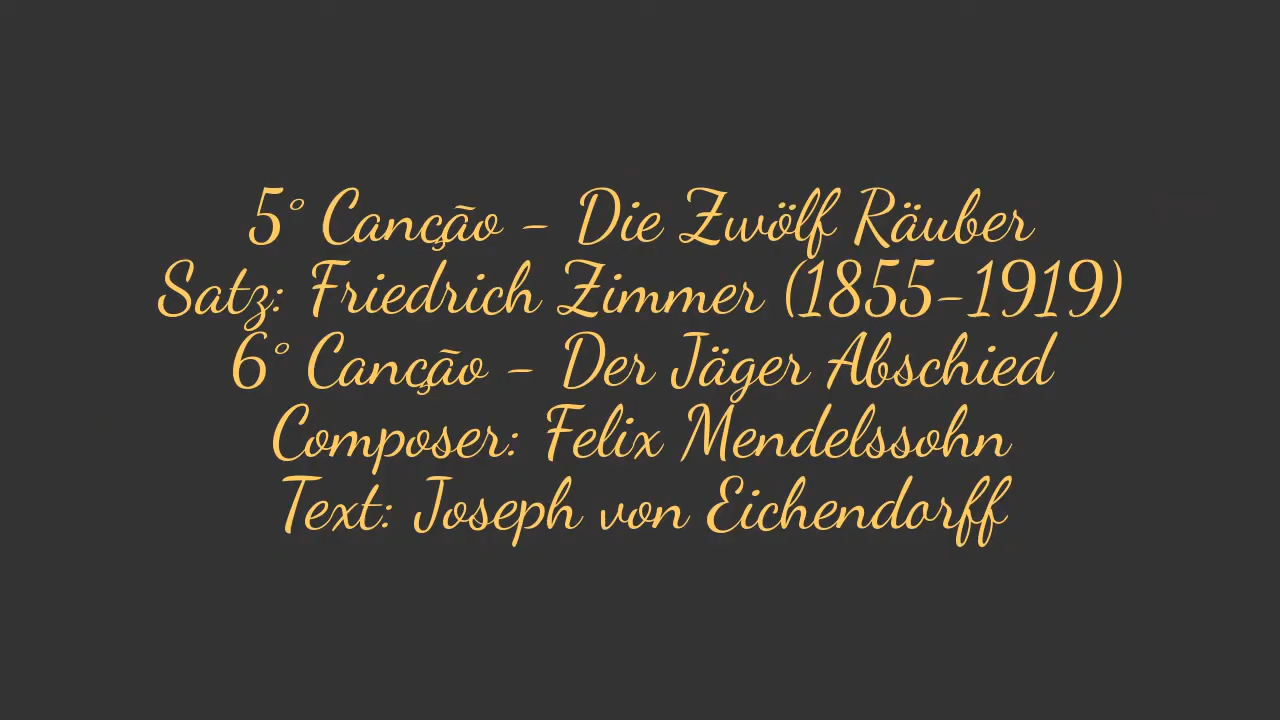 5° Canção - Die Zwölf Räuber
Satz: Friedrich Zimmer (1855-1919)
6° Canção - Der Jäger Abschied
Composer: Felix Mendelssohn
Text: Joseph von Eichendorff